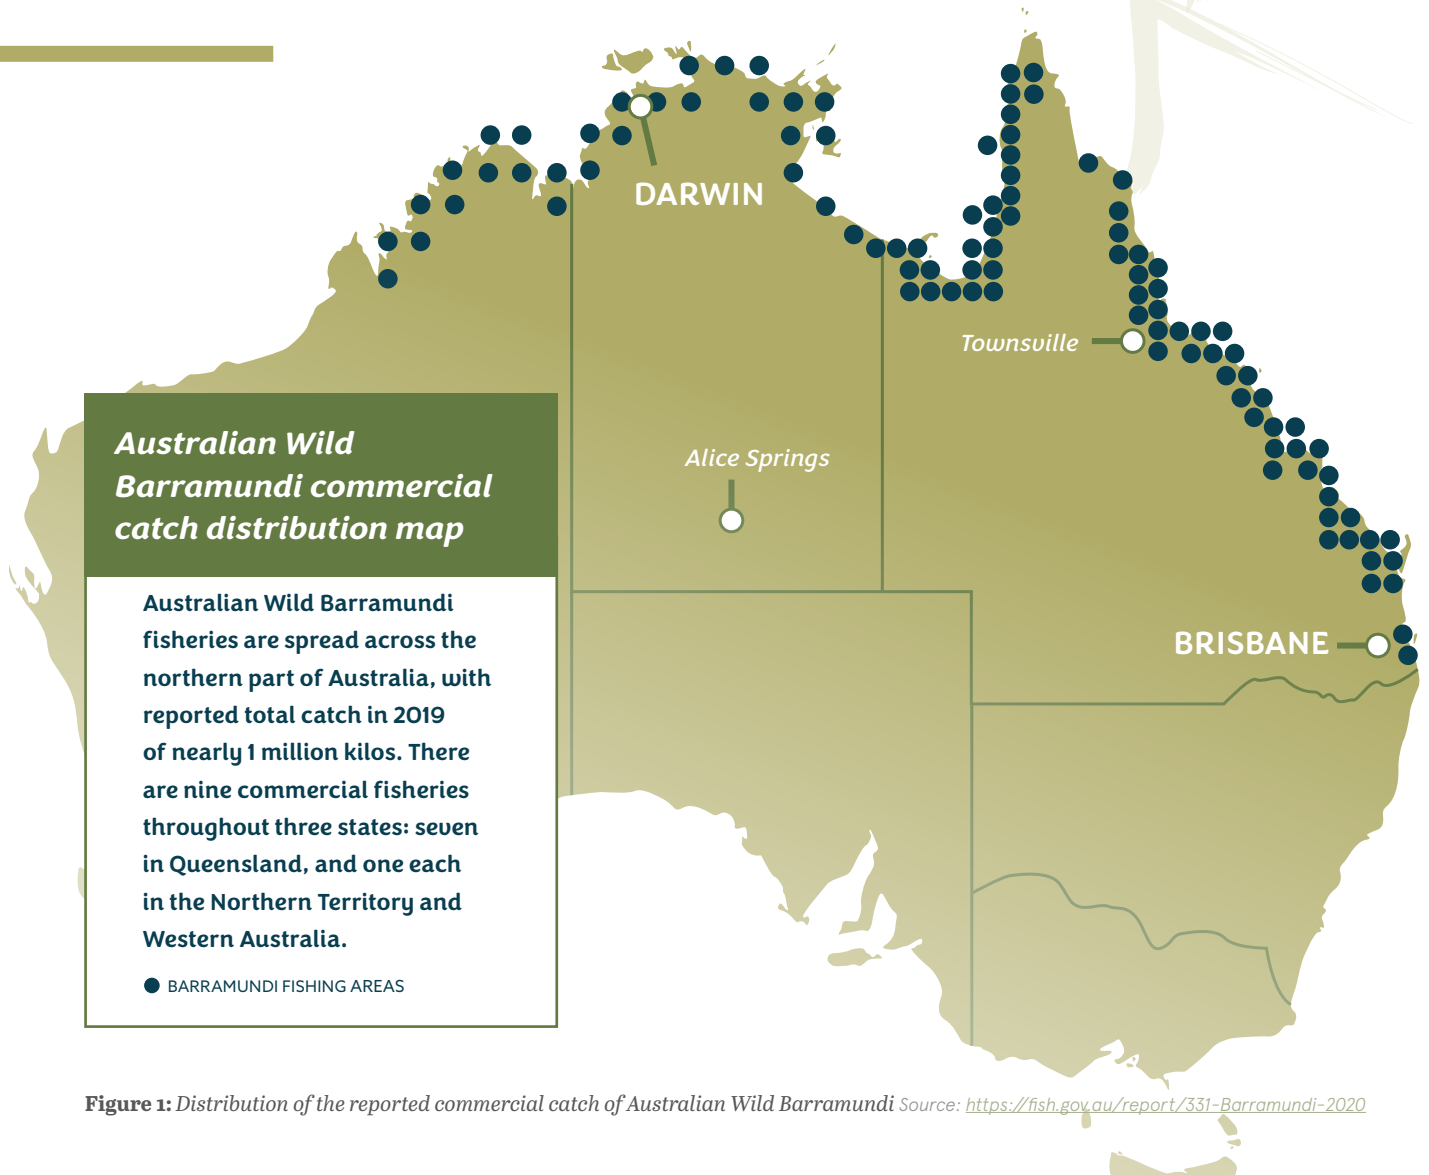 DARWIN
Townsville
Alice Springs
Australian Wild
Barramundi commercial
catch distribution map
Australian Wild Barramundi
fisheries are spread across the
northern part of Australia, with
reported total catch in 2019
of nearly 1 million kilos. There
are nine commercial fisheries
throughout three states: seven
in Queensland, and one each
in the Northern Territory and
Western Australia.
BARRAMUNDI FISHING AREAS
BRISBANE
Figure 1: Distribution of the reported commercial catch of Australian Wild Barramundi Source: https://fish.gov.au/report/331-Barramundi-2020